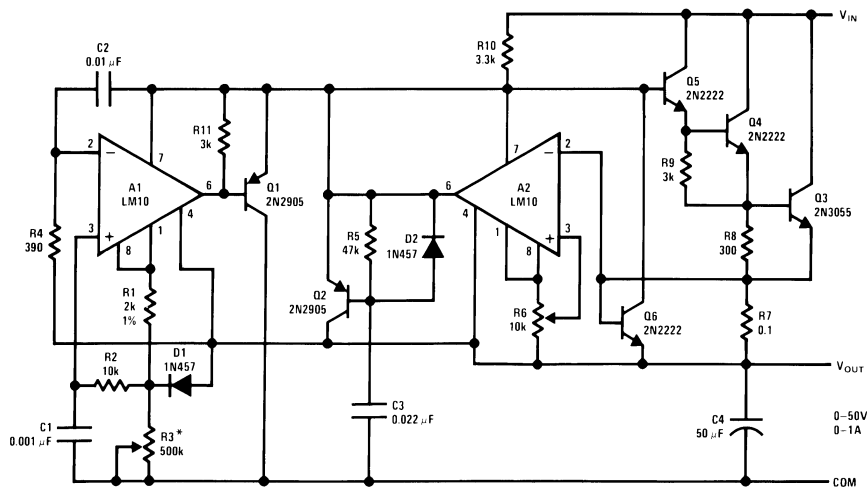 C2
0.01 μF
R10
3.3k
VIN
Q5
2N2222
Q4
2N2222
R11
3k
2
−
7
A1
LM10
6
3
+
8
1
4
Q1
2N2905
R4
390
R1
2k
1%
R2
10k
D1
1N457
C1
0.001 μF
R3*
500k
7
2
−
A2
LM10
6
4
3
+
1
8
R5
47k
D2
1N457
Q2
2N2905
R6
10k
C3
0.022 μF
R9
3k
Q3
2N3055
R8
300
Q6
2N2222
R7
0.1
VOUT
C4
50 μF
0–50V
0–1A
COM